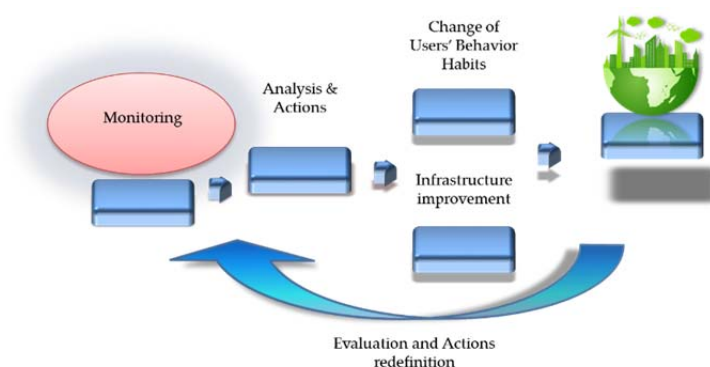 Monitoring
Analysis &
Actions
Change of
Users' Behavior
Habits
Infrastructure
improvement
Evaluation and Actions
redefinition